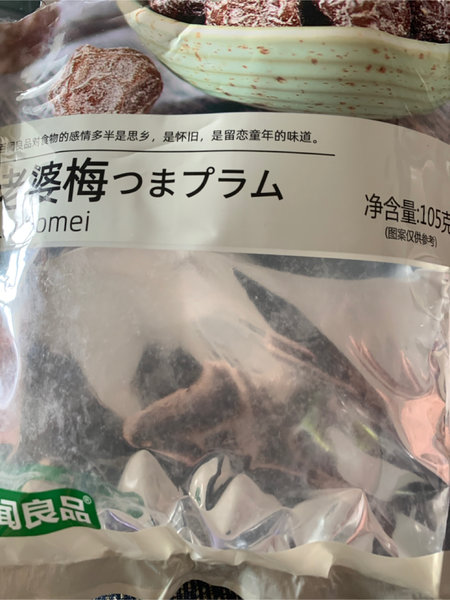 良品对食物的感情多半是思乡，是怀旧，是留恋童年的味道。
老婆梅つまプラム
omei
净含量:105克
(图案仅供参考)
闻良品®